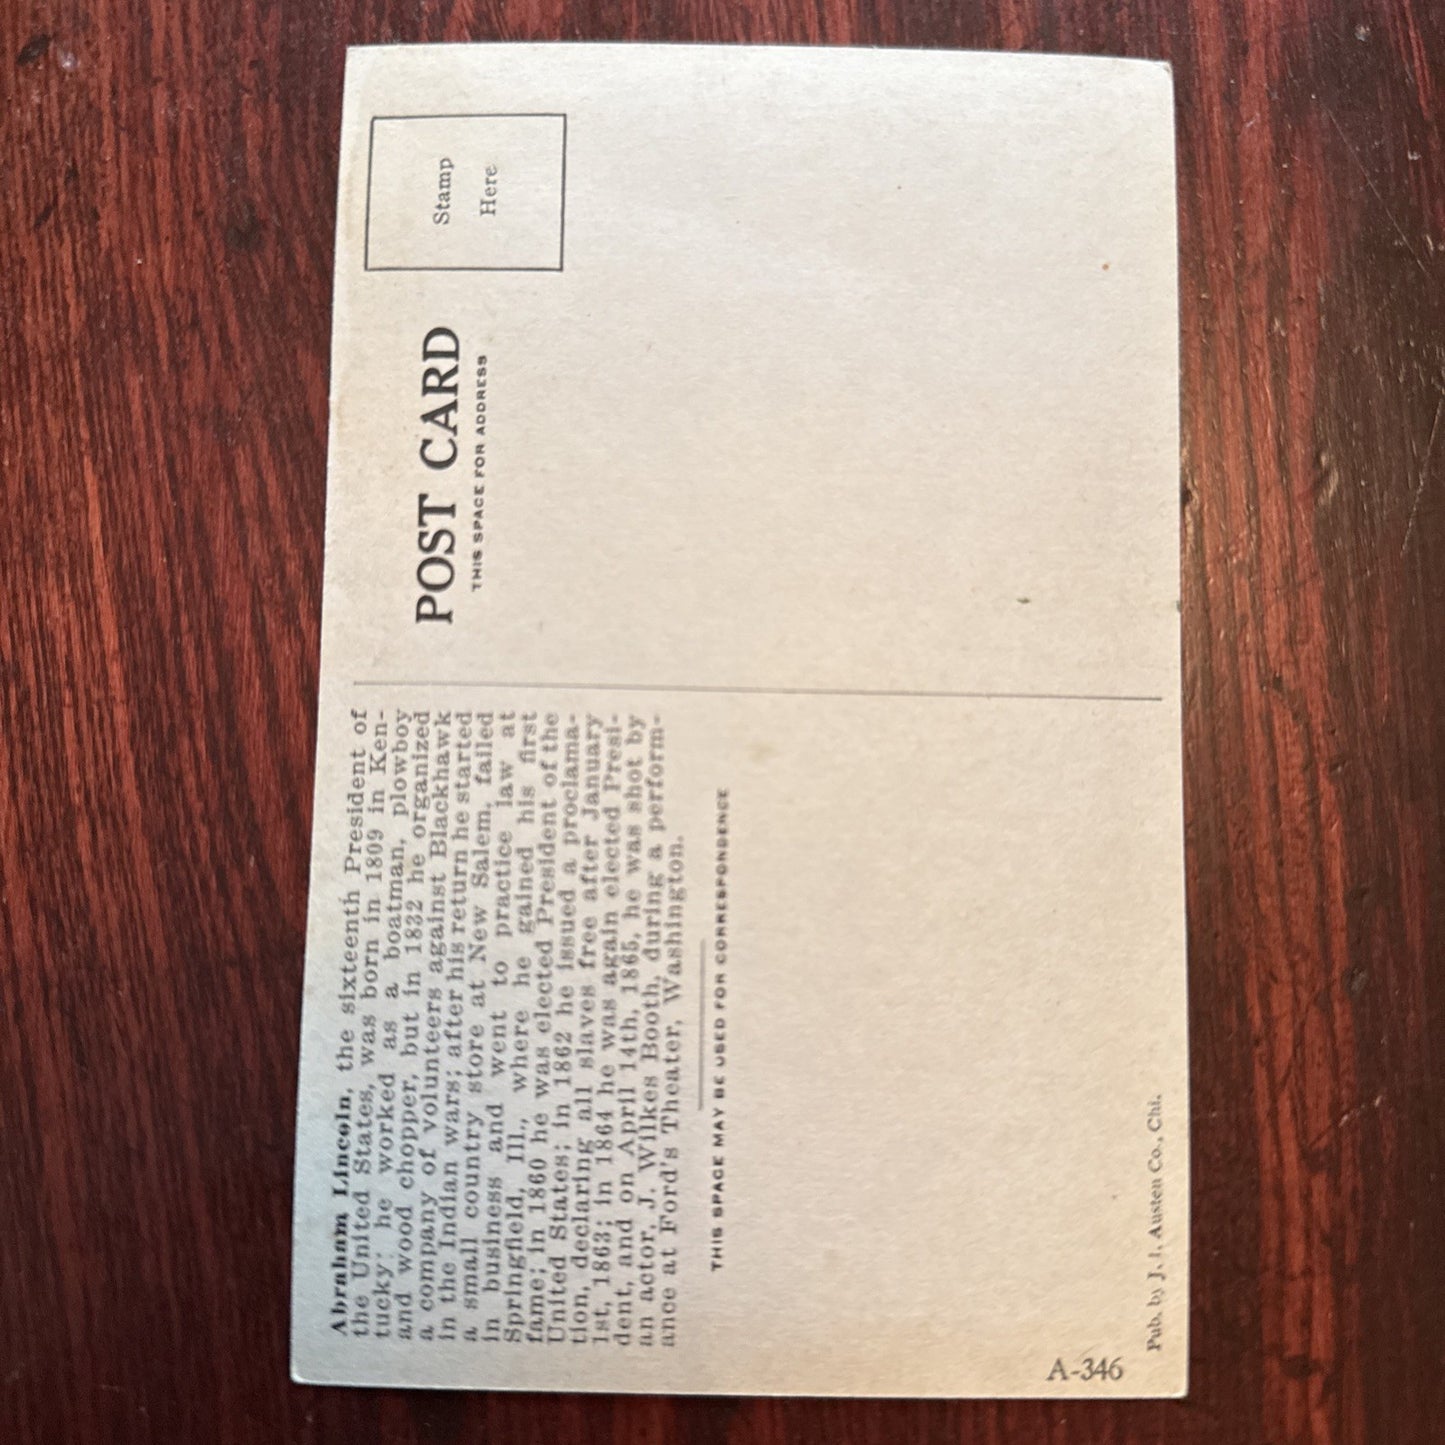 Abraham Lincoln, the sixteenth President of
the United States, was born in 1809 in Ken-
tucky; he worked as a boatman, plowboy
and wood chopper, but in 1832 he organized
a company of volunteers against Blackhawk
in the Indian wars; after his return he started
a small country store at New Salem, failed
in business and went to practice law at
Springfield, Ill., where he gained his first
fame; in 1860 he was elected President of the
United States; in 1862 he issued a proclama-
tion, declaring all slaves free after January
1st, 1863; in 1864 he was again elected Presi-
dent, and on April 14th, 1865, he was shot by
an actor, J. Wilkes Booth, during a perform-
ance at Ford's Theater, Washington.
THIS SPACE MAY BE USED FOR CORRESPONDENCE
A-346
Pub. by J. I. Austen Co., Chi.
POST CARD
THIS SPACE FOR ADDRESS
Stamp
Here